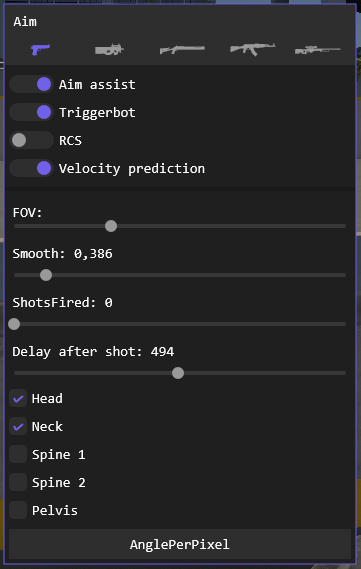 Aim
Aim assist
Triggerbot
RCS
Velocity prediction
FOV:
Smooth: 0,386
ShotsFired: 0
Delay after shot: 494
Head
Neck
Spine 1
Spine 2
Pelvis
AnglePerPixel